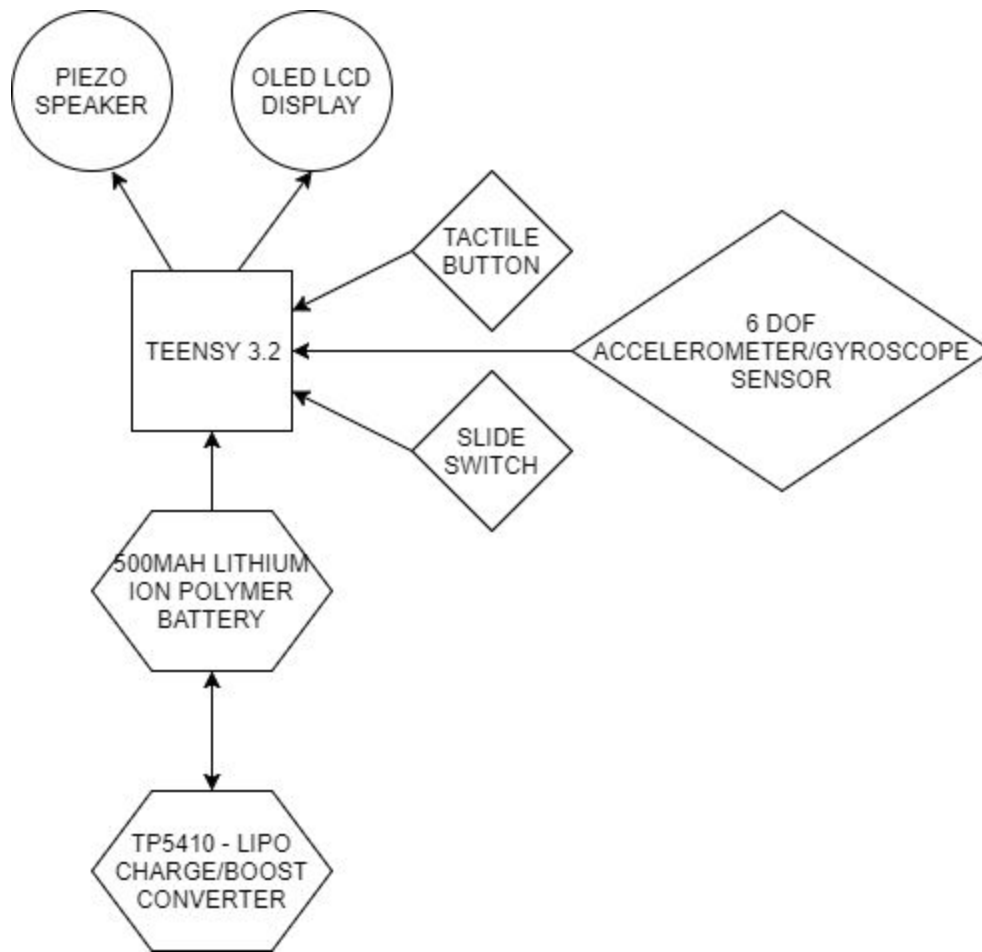 PIEZO
SPEAKER
OLED LCD
DISPLAY
TACTILE
BUTTON
TEENSY 3.2
6 DOF
ACCELEROMETER/GYROSCOPE
SENSOR
SLIDE
SWITCH
500MAH LITHIUM
ION POLYMER
BATTERY
TP5410 - LIPO
CHARGE/BOOST
CONVERTER